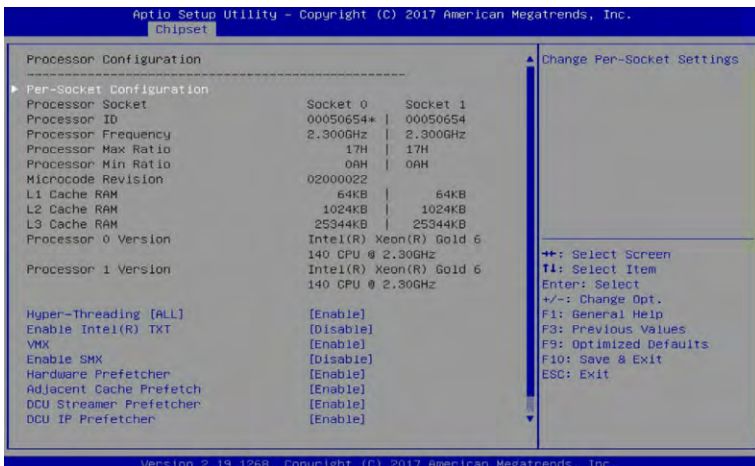 Aptio Setup Utility – Copyright (C) 2017 American Megatrends, Inc.
Chipset
Processor Configuration
--------------------------------------------------
Per-Socket Configuration
Processor Socket Socket 0 Socket 1
Processor ID 00050654* | 00050654
Processor Frequency 2.300GHz | 2.300GHz
Processor Max Ratio 17H | 17H
Processor Min Ratio 0AH | 0AH
Microcode Revision 02000022
L1 Cache RAM 64KB | 64KB
L2 Cache RAM 1024KB | 1024KB
L3 Cache RAM 25344KB | 25344KB
Processor 0 Version Intel(R) Xeon(R) Gold 6
140 CPU @ 2.30GHz
Processor 1 Version Intel(R) Xeon(R) Gold 6
140 CPU @ 2.30GHz
Hyper-Threading [ALL] [Enable]
Enable Intel(R) TXT [Disable]
VMX [Enable]
Enable SMX [Disable]
Hardware Prefetcher [Enable]
Adjacent Cache Prefetch [Enable]
DCU Streamer Prefetcher [Enable]
DCU IP Prefetcher [Enable]
Change Per-Socket Settings
→←: Select Screen
↑↓: Select Item
Enter: Select
+/-: Change Opt.
F1: General Help
F3: Previous Values
F9: Optimized Defaults
F10: Save & Exit
ESC: Exit
Version 2.19.1268. Copyright (C) 2017 American Megatrends, Inc.